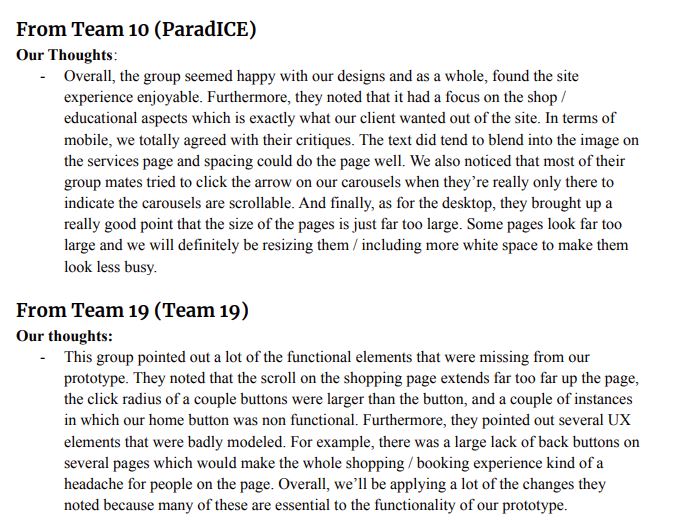 From Team 10 (ParadICE)
Our Thoughts:
- Overall, the group seemed happy with our designs and as a whole, found the site
experience enjoyable. Furthermore, they noted that it had a focus on the shop /
educational aspects which is exactly what our client wanted out of the site. In terms of
mobile, we totally agreed with their critiques. The text did tend to blend into the image on
the services page and spacing could do the page well. We also noticed that most of their
group mates tried to click the arrow on our carousels when they're really only there to
indicate the carousels are scrollable. And finally, as for the desktop, they brought up a
really good point that the size of the pages is just far too large. Some pages look far too
large and we will definitely be resizing them / including more white space to make them
look less busy.
From Team 19 (Team 19)
Our thoughts:
- This group pointed out a lot of the functional elements that were missing from our
prototype. They noted that the scroll on the shopping page extends far too far up the page,
the click radius of a couple buttons were larger than the button, and a couple of instances
in which our home button was non functional. Furthermore, they pointed out several UX
elements that were badly modeled. For example, there was a large lack of back buttons on
several pages which would make the whole shopping / booking experience kind of a
headache for people on the page. Overall, we'll be applying a lot of the changes they
noted because many of these are essential to the functionality of our prototype.